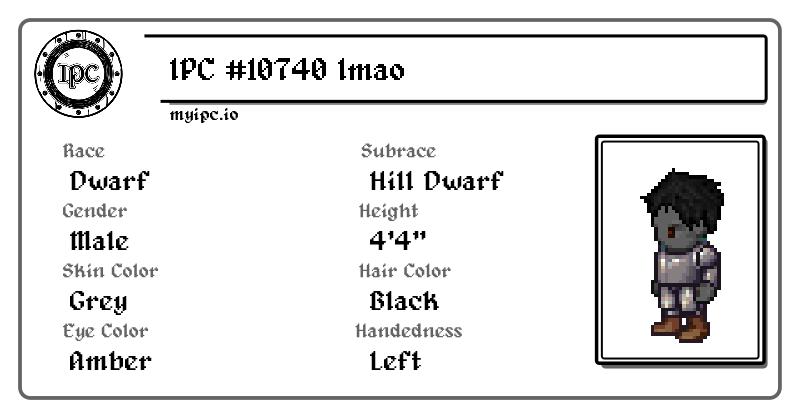 IPC
IPC #10740 Imao
myipc.io
Race
Subrace
Dwarf
Hill Dwarf
Gender
Height
Male
4'4"
Skin Color
Hair Color
Grey
Black
Eye Color
Handedness
Amber
Left